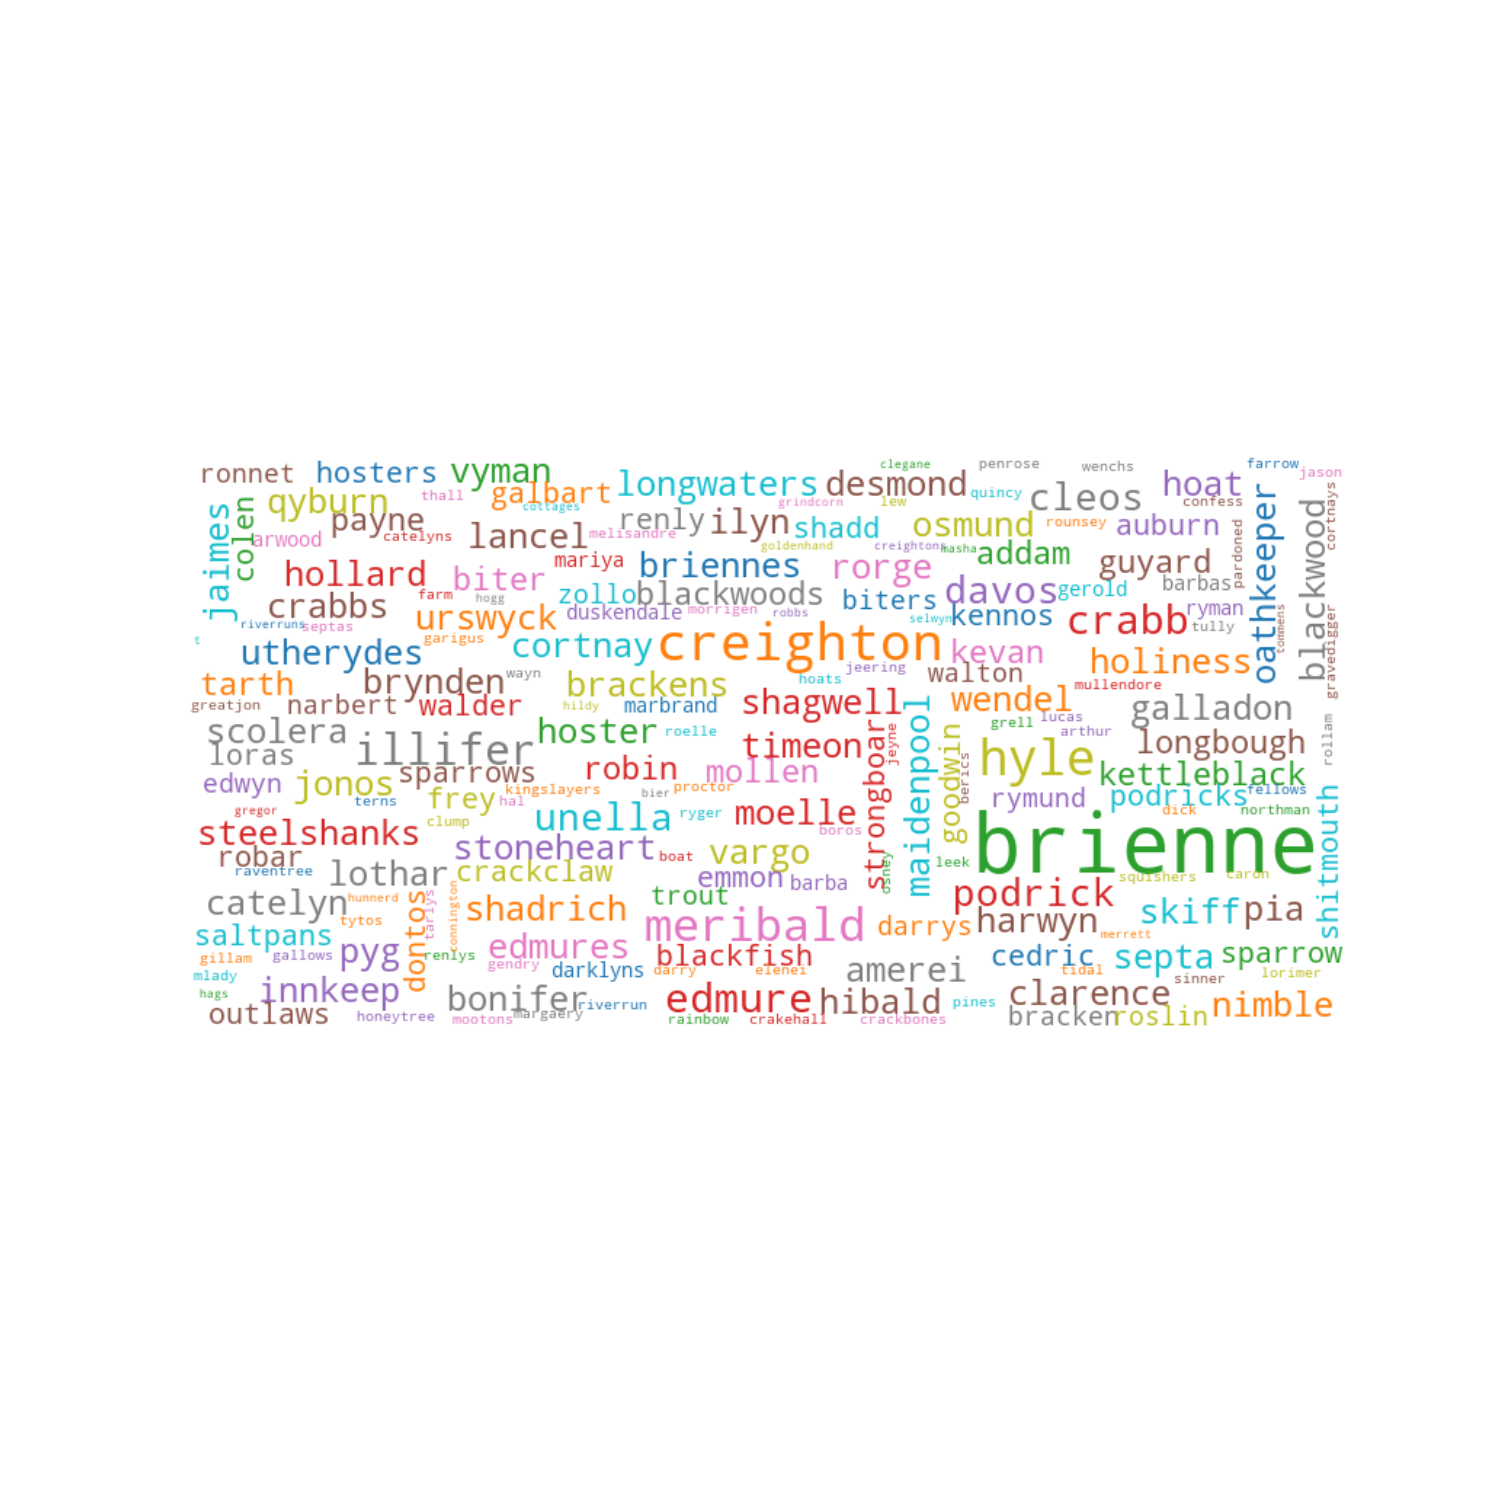 ronnet hosters vyman clegane penrose wenchs farrow jason
qyburn thall galbart longwaters desmond lew quincy cleos hoat confess
cottages grindcorn
jaimes colen payne catelyns lancel renly ilyn shadd osmund rounsey auburn oathkeeper blackwood cortnays
arwood melisandre goldenhand creightons masha addam pardoned
hollard biter mariya briennes rorge guyard barbas
crabbs farm hogg zollo blackwoods biters davos gerold
riverruns septas urswyck duskendale morrigen robbs selwyn kennos crabb ryman tully tommens gravedigger
t utherydes garigus cortnay creighton jeering kevan holiness
tarth brynden wayn brackens hoats walton mullendore
greatjon narbert walder hildy marbrand shagwell maidenpool wendel galladon
scolera hoster roelle strongboar jeyne goodwin grell lucas arthur rollam
loras illifer timeon hyle longbough
edwyn jonos sparrows robin mollen berics kettleblack
terns frey hal kingslayers bier proctor rymund podricks fellows
gregor clump unella ryger moelle dick northman
steelshanks boros brienne shitmouth
robar stoneheart boat vargo osney leek
raventree lothar crackclaw emmon barba squishers caron
catelyn hunnerd dontos tarlys connington shadrich trout podrick
tytos meribald darrys harwyn merrett skiff pia
saltpans pyg edmures blackfish cedric septa sparrow
gillam gallows renlys gendry darklyns darry elenei amerei tidal lorimer
mlady sinner
hags innkeep bonifer riverrun edmure hibald pines clarence nimble
outlaws honeytree mootons margaery rainbow crakehall crackbones bracken roslin